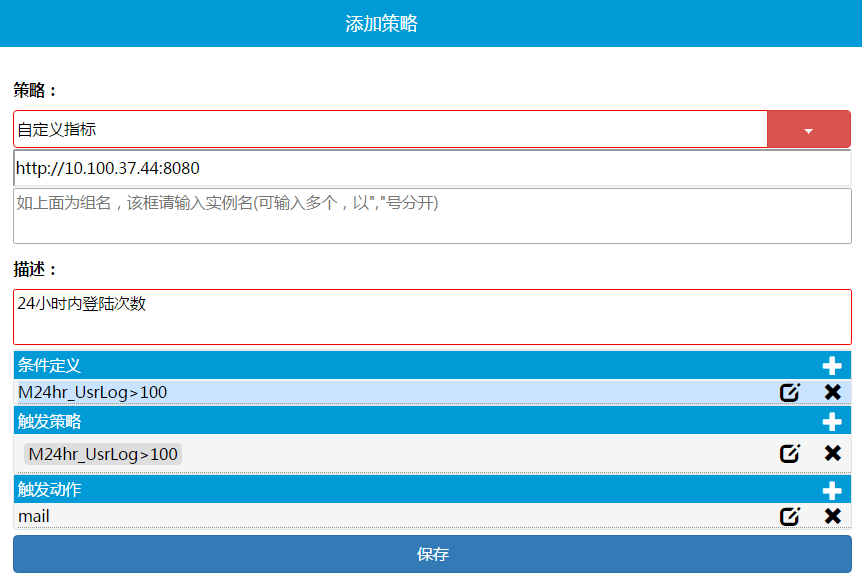 添加策略
策略：
自定义指标
http://10.100.37.44:8080
如上面为组名，该框请输入实例名(可输入多个，以","号分开)
描述：
24小时内登陆次数
条件定义
M24hr_UsrLog>100
触发策略
M24hr_UsrLog>100
触发动作
mail
保存